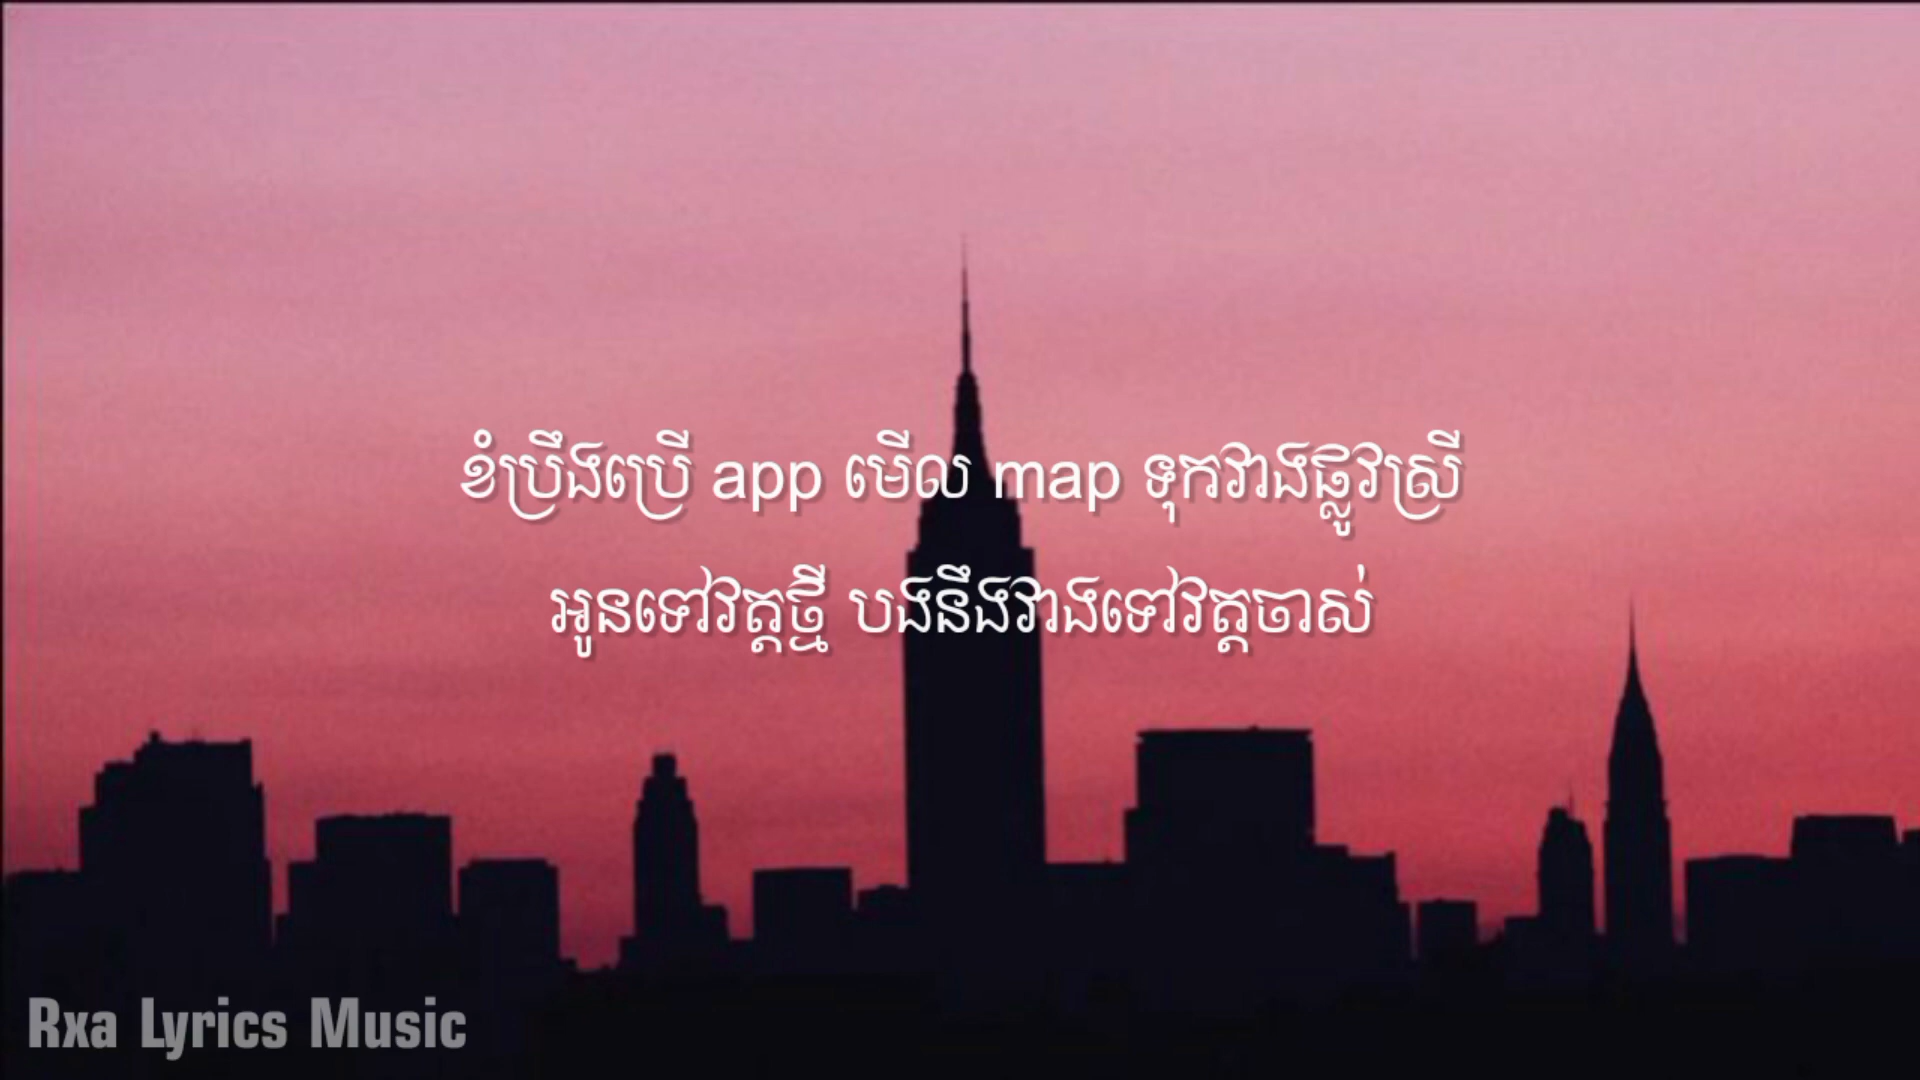 ខំប្រឹងប្រើ app មើល map ទុកវាងផ្លូវស្រី
អូនទៅវត្តថ្មី បងនឹងវាងទៅវត្តចាស់
Rxa Lyrics Music